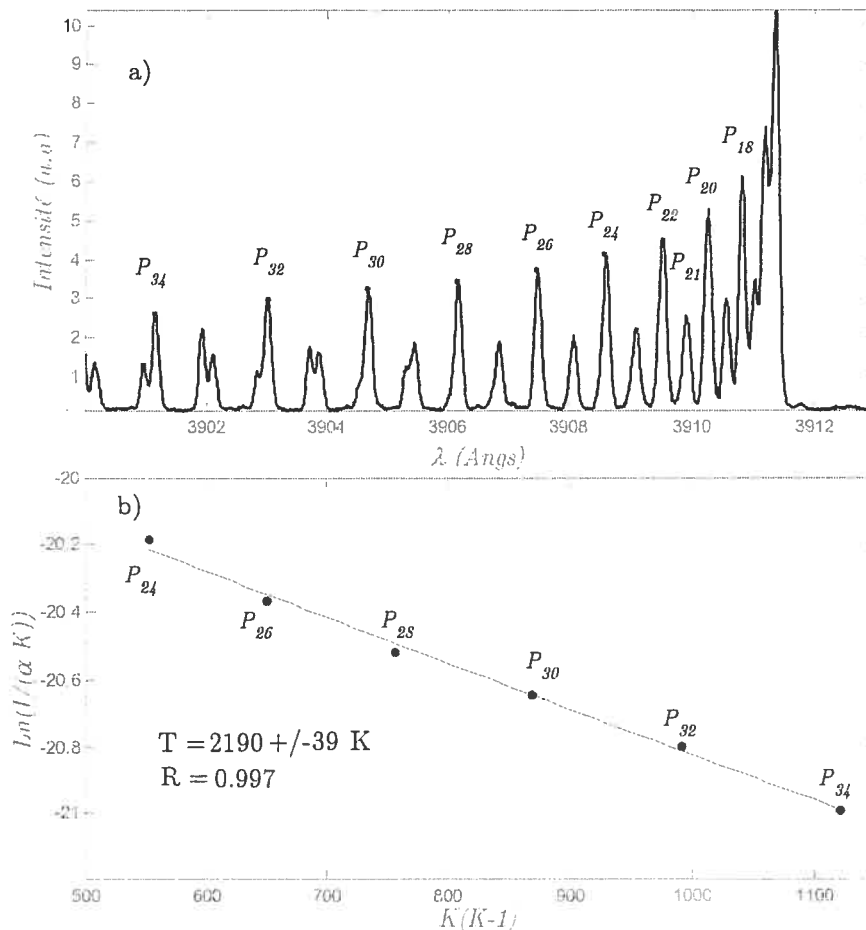 10
a)
9
8
7
6
5
4
3
2
1
Intensité (u.a)
P34
P32
P30
P28
P26
P24
P22
P21
P20
P18
3902
3904
3906
3908
3910
3912
λ (Angs)
-20
b)
-20.2
-20.4
-20.6
-20.8
-21
Ln(I/(α K))
P24
P26
P28
P30
P32
P34
T = 2190 +/-39 K
R = 0.997
500
600
700
800
900
1000
1100
K(K-1)